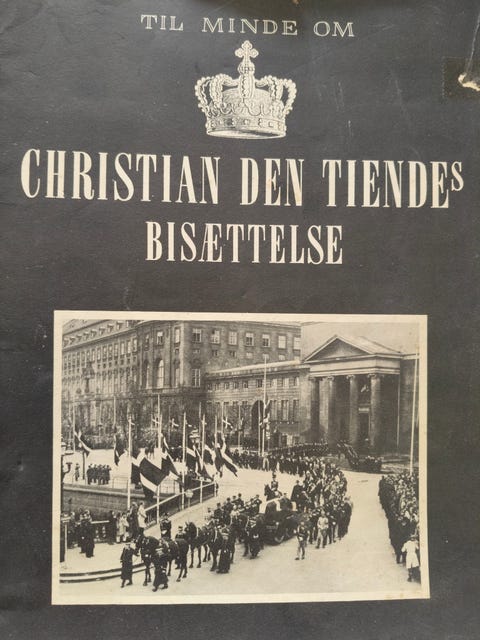 TIL MINDE OM
CHRISTIAN DEN TIENDES
BISÆTTELSE